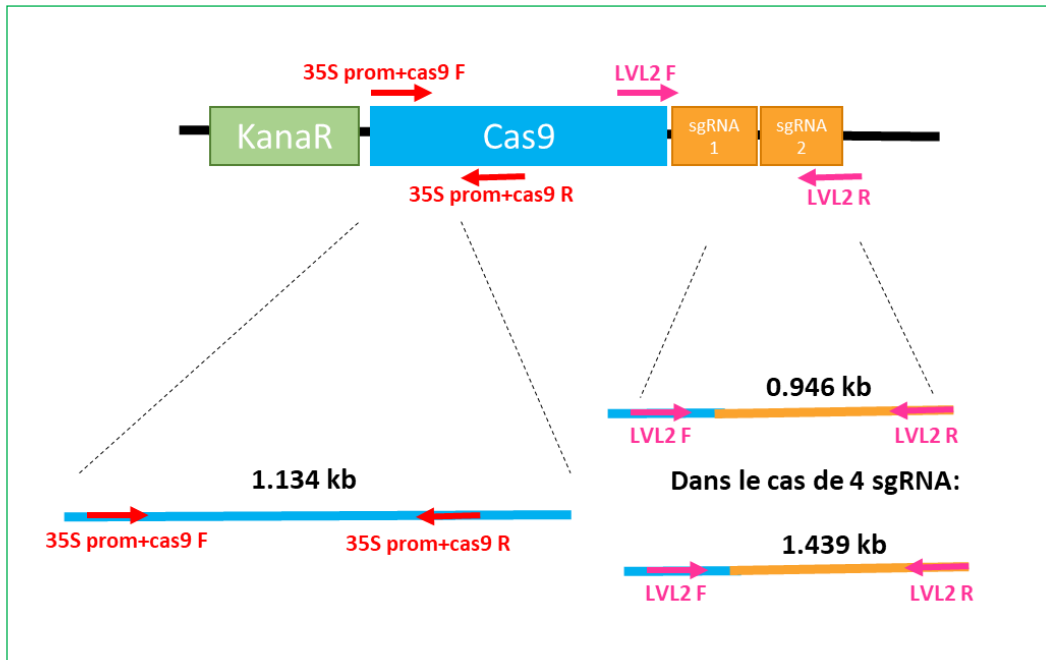 35S prom+cas9 F
LVL2 F
KanaR
Cas9
sgRNA
1
sgRNA
2
35S prom+cas9 R
LVL2 R
0.946 kb
LVL2 F
LVL2 R
1.134 kb
35S prom+cas9 F
35S prom+cas9 R
Dans le cas de 4 sgRNA:
1.439 kb
LVL2 F
LVL2 R